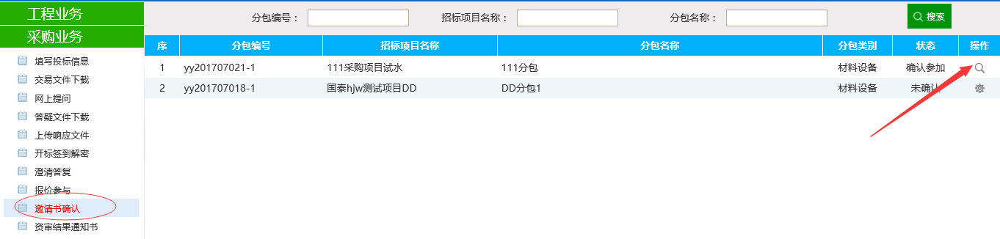 工程业务
采购业务
填写投标信息
交易文件下载
网上提问
答疑文件下载
上传响应文件
开标签到解密
澄清答复
报价参与
邀请书确认
资审结果通知书
分包编号： 招标项目名称： 分包名称： 搜索
序 分包编号 招标项目名称 分包名称 分包类别 状态 操作
1 yy201707021-1 111采购项目试水 111分包 材料设备 确认参加
2 yy201707018-1 国泰hjw测试项目DD DD分包1 材料设备 未确认